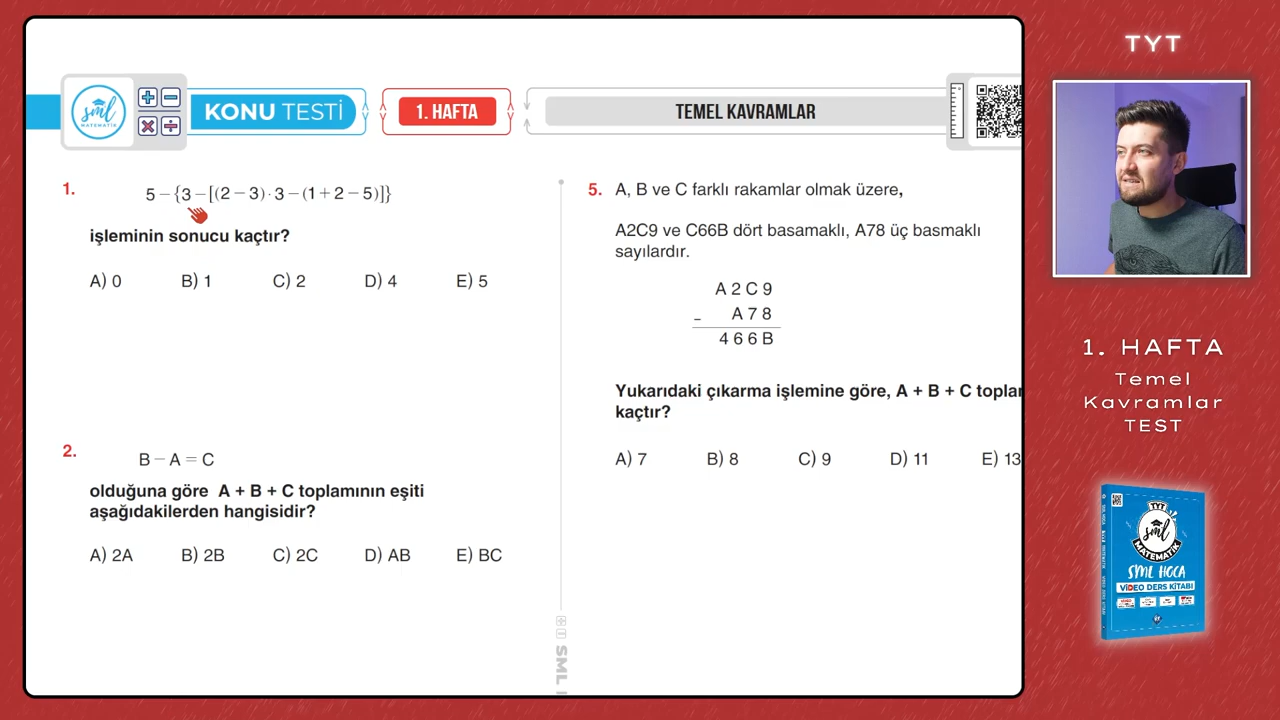 sml
MATEMATİK
KONU TESTİ
1. HAFTA
TEMEL KAVRAMLAR
1.
5 – {3 – [(2 – 3) · 3 – (1 + 2 – 5)]}
işleminin sonucu kaçtır?
A) 0 B) 1 C) 2 D) 4 E) 5
2.
B – A = C
olduğuna göre A + B + C toplamının eşiti
aşağıdakilerden hangisidir?
A) 2A B) 2B C) 2C D) AB E) BC
SML
5. A, B ve C farklı rakamlar olmak üzere,
A2C9 ve C66B dört basamaklı, A78 üç basmaklı
sayılardır.
A 2 C 9
– A 7 8
4 6 6 B
Yukarıdaki çıkarma işlemine göre, A + B + C toplam
kaçtır?
A) 7 B) 8 C) 9 D) 11 E) 13
TYT
1. HAFTA
Temel
Kavramlar
TEST
TYT
sml
MATEMATİK
SML HOCA
VİDEO DERS KİTABI